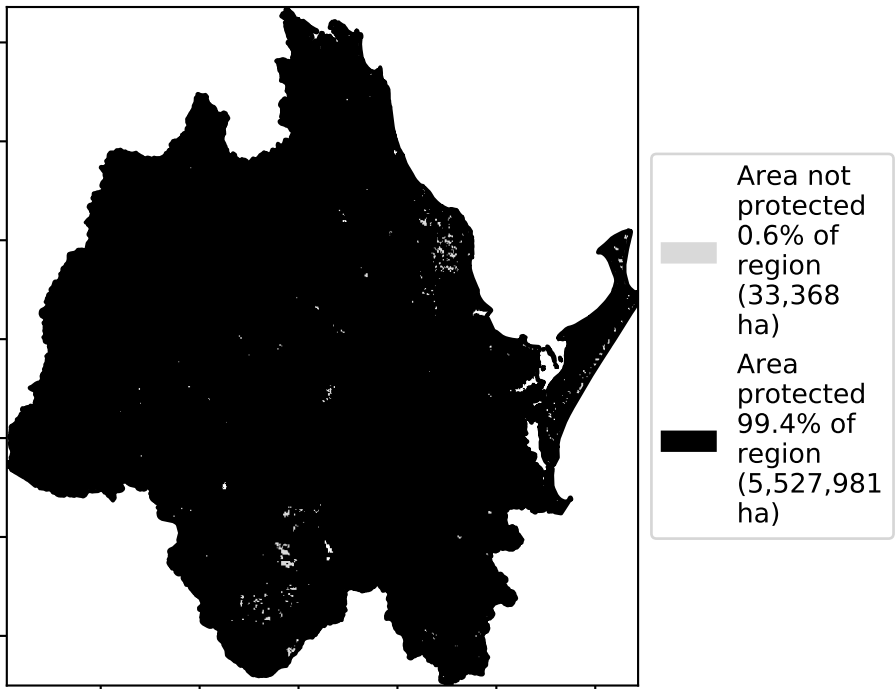 Area not
protected
0.6% of
region
(33,368
ha)
Area
protected
99.4% of
region
(5,527,981
ha)